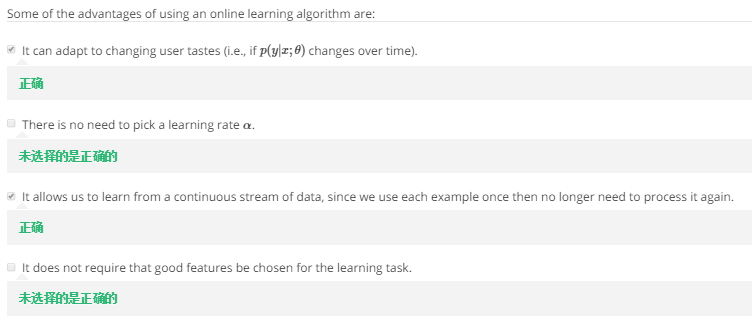 Some of the advantages of using an online learning algorithm are:
It can adapt to changing user tastes (i.e., if p(y|x;θ) changes over time).
正确
There is no need to pick a learning rate α.
未选择的是正确的
It allows us to learn from a continuous stream of data, since we use each example once then no longer need to process it again.
正确
It does not require that good features be chosen for the learning task.
未选择的是正确的